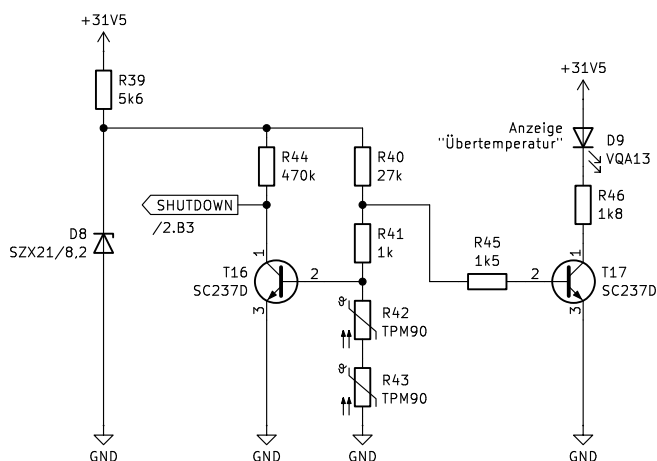 +31V5
R39
5k6
+31V5
Anzeige
"Übertemperatur"
D9
VQA13
R44
470k
R40
27k
R46
1k8
SHUTDOWN
/2.B3
D8
SZX21/8,2
R41
1k
R45
1k5
1
T16
SC237D
2
3
1
2
T17
SC237D
3
ϑ
R42
TPM90
ϑ
R43
TPM90
GND
GND
GND
GND